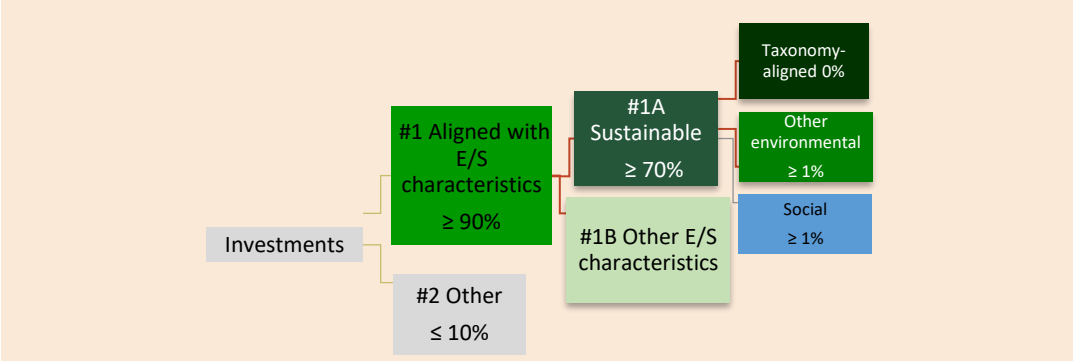 Investments
#1 Aligned with
E/S
characteristics
≥ 90%
#2 Other
≤ 10%
#1A
Sustainable
≥ 70%
#1B Other E/S
characteristics
Taxonomy-
aligned 0%
Other
environmental
≥ 1%
Social
≥ 1%